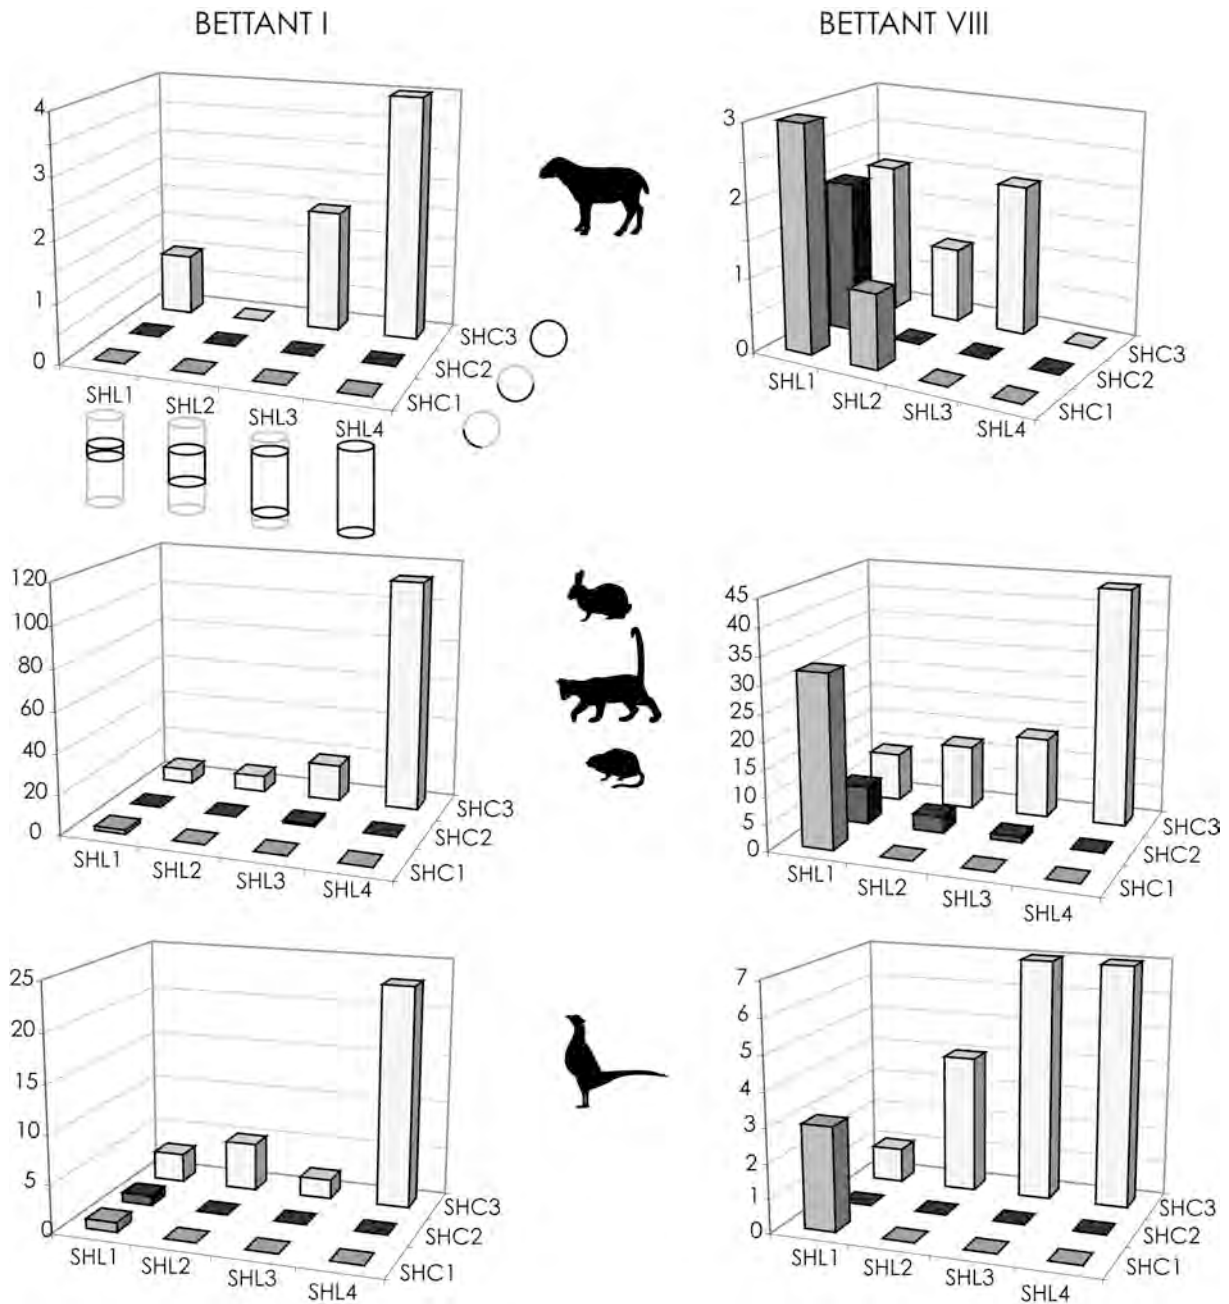 BETTANT I
BETTANT VIII
4
3
2
1
0
SHL1
SHL2
SHL3
SHL4
SHC3
SHC2
SHC1
3
2
1
0
SHL1
SHL2
SHL3
SHL4
SHC3
SHC2
SHC1
120
100
80
60
40
20
0
SHL1
SHL2
SHL3
SHL4
SHC3
SHC2
SHC1
45
40
35
30
25
20
15
10
5
0
SHL1
SHL2
SHL3
SHL4
SHC3
SHC2
SHC1
25
20
15
10
5
0
SHL1
SHL2
SHL3
SHL4
SHC3
SHC2
SHC1
7
6
5
4
3
2
1
0
SHL1
SHL2
SHL3
SHL4
SHC3
SHC2
SHC1